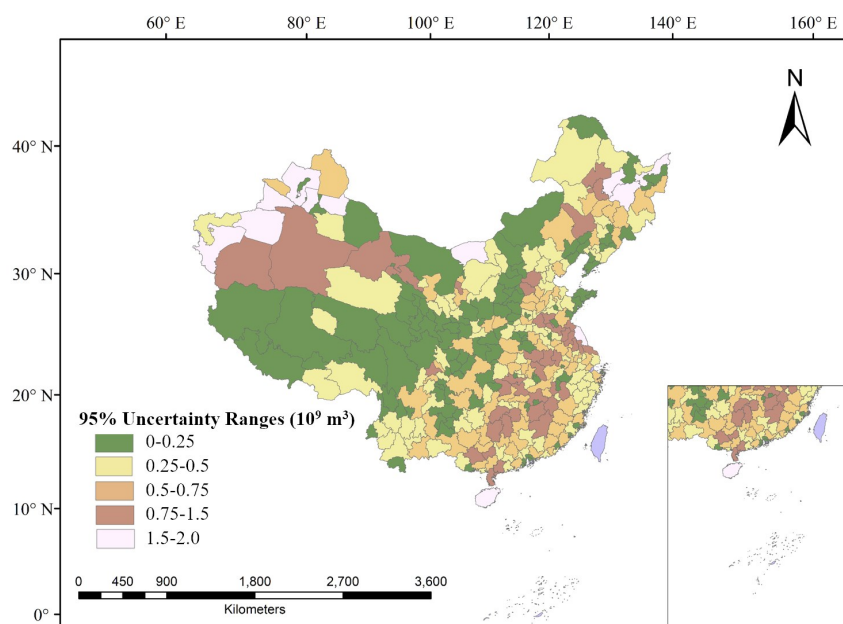 60° E 80° E 100° E 120° E 140° E 160° E
N
40° N
30° N
20° N
10° N
0°
95% Uncertainty Ranges (10⁹ m³)
0-0.25
0.25-0.5
0.5-0.75
0.75-1.5
1.5-2.0
0 450 900 1,800 2,700 3,600
Kilometers